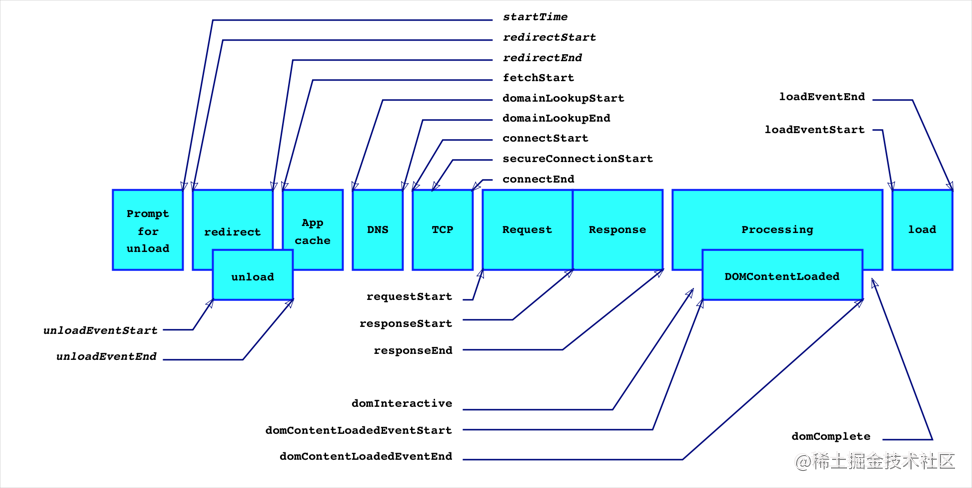 startTime
redirectStart
redirectEnd
fetchStart
domainLookupStart
domainLookupEnd
connectStart
secureConnectionStart
connectEnd
loadEventEnd
loadEventStart
Prompt
for
unload
redirect
unload
App
cache
DNS
TCP
Request
Response
Processing
DOMContentLoaded
load
unloadEventStart
unloadEventEnd
requestStart
responseStart
responseEnd
domInteractive
domContentLoadedEventStart
domContentLoadedEventEnd
domComplete
@稀土掘金技术社区